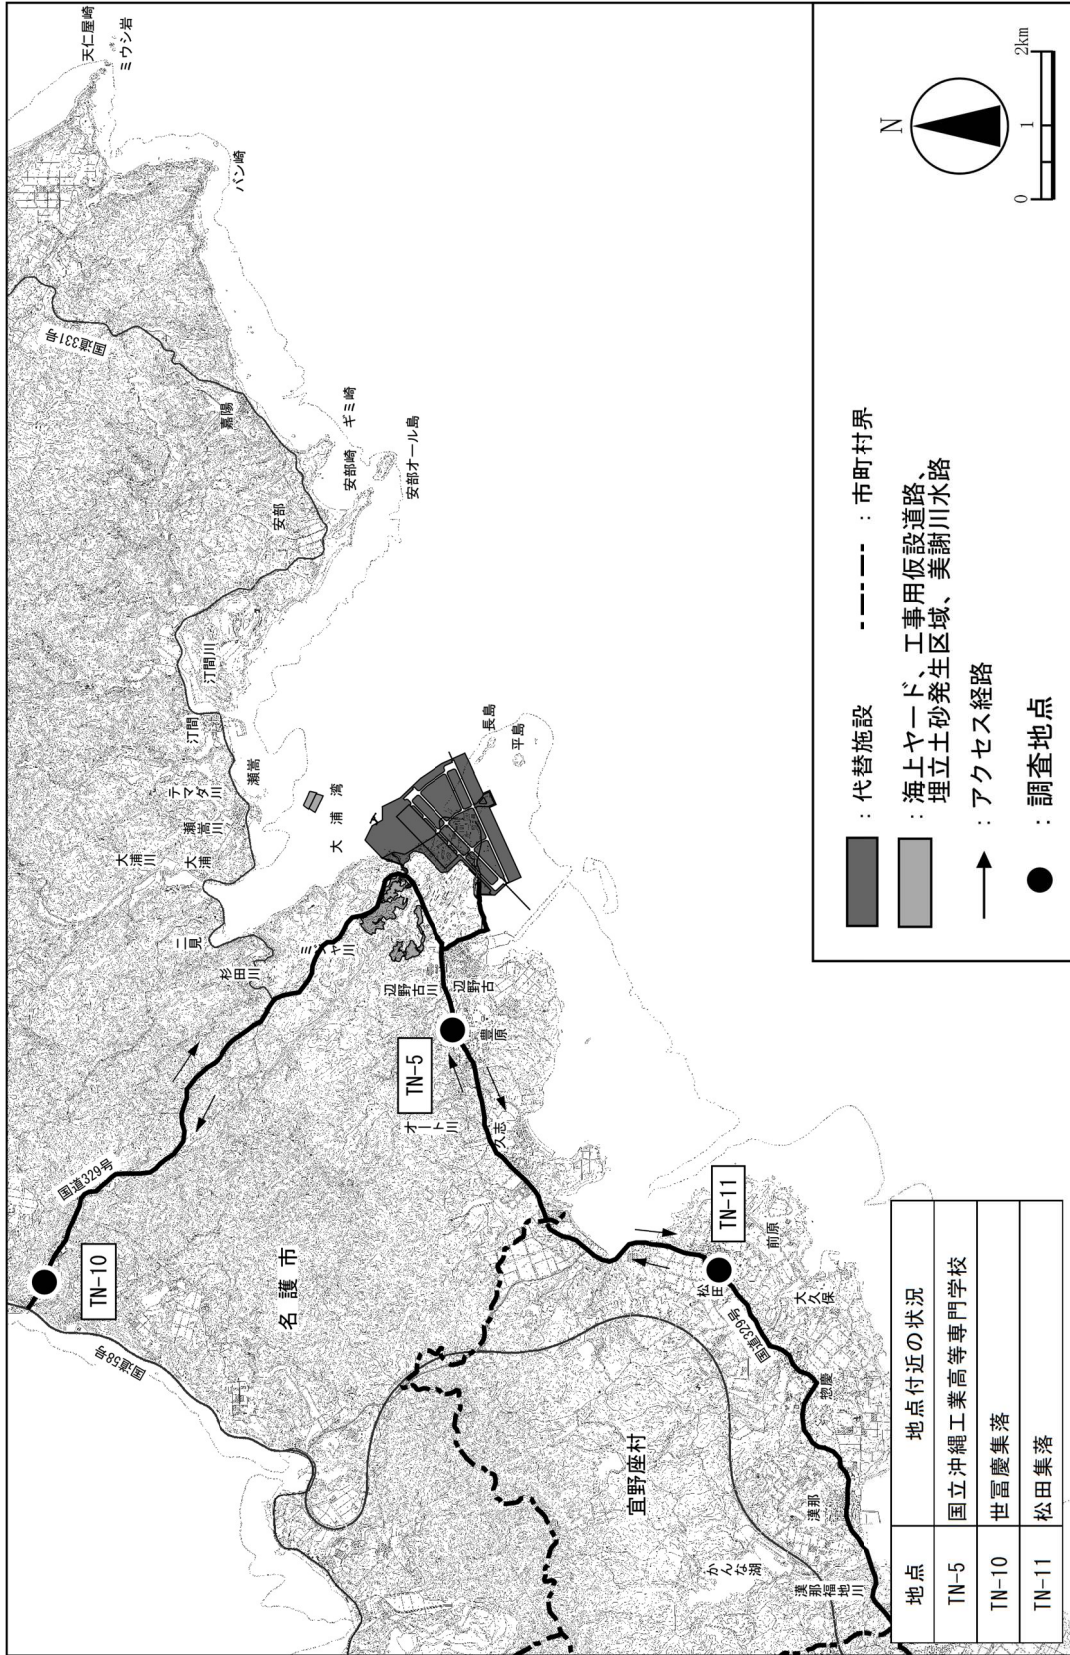 天仁屋崎
ミウシ岩
バン崎
国道331号
嘉陽
ギミ崎
安部崎
安部オール島
安部
汀間川
汀間
テマダ川
瀬嵩
瀬嵩川
大浦川
大浦
大浦湾
長島
平島
二見
杉田川
ミジャ川
辺野古川
辺野古
豊原
TN-5
オート川
久志
国道329号
TN-10
国道58号
名護市
TN-11
松田
前原
大久保
国道329号
惣慶
宜野座村
漢那
かんな湖
漢那福地川
N
0 1 2km
：代替施設
：市町村界
：海上ヤード、工事用仮設道路、
埋立土砂発生区域、美謝川水路
：アクセス経路
：調査地点
地点 地点付近の状況
TN-5 国立沖縄工業高等専門学校
TN-10 世冨慶集落
TN-11 松田集落